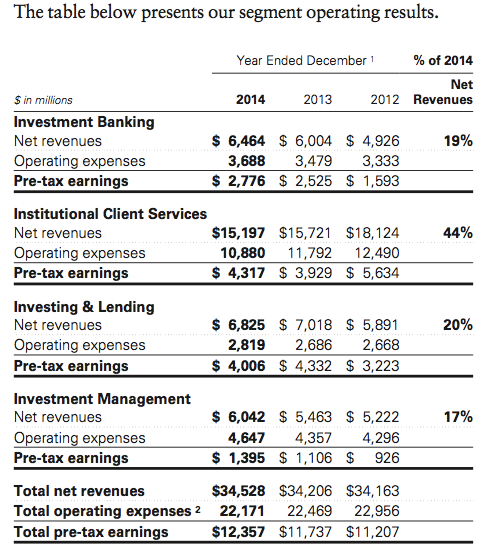 The table below presents our segment operating results.
Year Ended December 1 % of 2014
Net
$ in millions 2014 2013 2012 Revenues
Investment Banking
Net revenues $ 6,464 $ 6,004 $ 4,926 19%
Operating expenses 3,688 3,479 3,333
Pre-tax earnings $ 2,776 $ 2,525 $ 1,593
Institutional Client Services
Net revenues $15,197 $15,721 $18,124 44%
Operating expenses 10,880 11,792 12,490
Pre-tax earnings $ 4,317 $ 3,929 $ 5,634
Investing & Lending
Net revenues $ 6,825 $ 7,018 $ 5,891 20%
Operating expenses 2,819 2,686 2,668
Pre-tax earnings $ 4,006 $ 4,332 $ 3,223
Investment Management
Net revenues $ 6,042 $ 5,463 $ 5,222 17%
Operating expenses 4,647 4,357 4,296
Pre-tax earnings $ 1,395 $ 1,106 $ 926
Total net revenues $34,528 $34,206 $34,163
Total operating expenses 2 22,171 22,469 22,956
Total pre-tax earnings $12,357 $11,737 $11,207